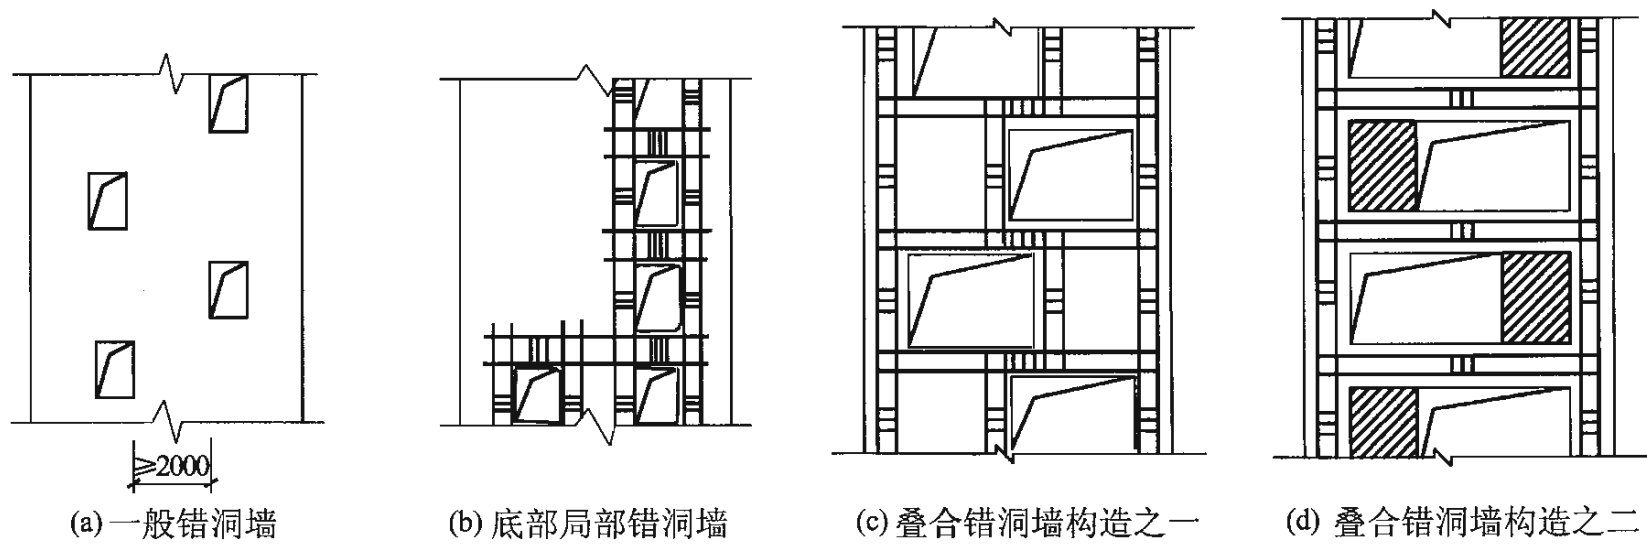 ≥2000
(a) 一般错洞墙
(b) 底部局部错洞墙
(c) 叠合错洞墙构造之一
(d) 叠合错洞墙构造之二